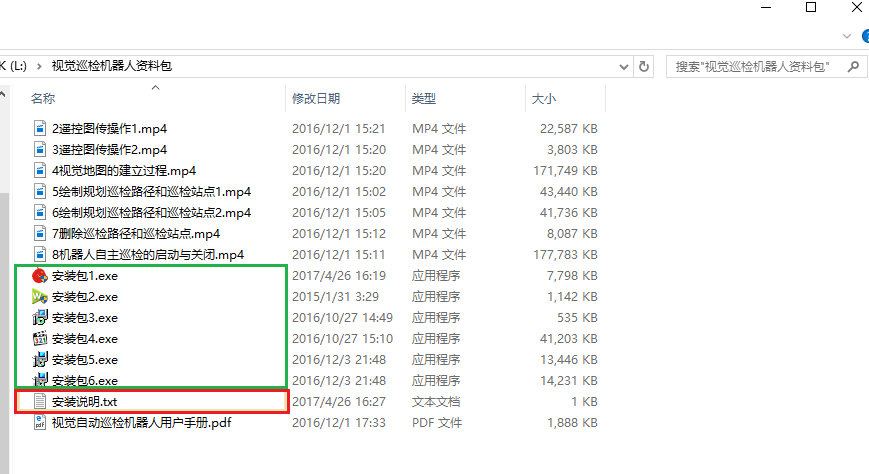 K (L:) › 视觉巡检机器人资料包 搜索"视觉巡检机器人资料包"
名称 修改日期 类型 大小
2遥控图传操作1.mp4 2016/12/1 15:21 MP4 文件 22,587 KB
3遥控图传操作2.mp4 2016/12/1 15:20 MP4 文件 3,803 KB
4视觉地图的建立过程.mp4 2016/12/1 15:20 MP4 文件 171,749 KB
5绘制规划巡检路径和巡检站点1.mp4 2016/12/1 15:02 MP4 文件 43,440 KB
6绘制规划巡检路径和巡检站点2.mp4 2016/12/1 15:05 MP4 文件 41,736 KB
7删除巡检路径和巡检站点.mp4 2016/12/1 15:12 MP4 文件 8,087 KB
8机器人自主巡检的启动与关闭.mp4 2016/12/1 15:11 MP4 文件 177,783 KB
安装包1.exe 2017/4/26 16:19 应用程序 7,798 KB
安装包2.exe 2015/1/31 3:29 应用程序 1,142 KB
安装包3.exe 2016/10/27 14:49 应用程序 535 KB
安装包4.exe 2016/10/27 15:10 应用程序 41,203 KB
安装包5.exe 2016/12/3 21:48 应用程序 13,446 KB
安装包6.exe 2016/12/3 21:48 应用程序 14,231 KB
安装说明.txt 2017/4/26 16:27 文本文档 1 KB
视觉自动巡检机器人用户手册.pdf 2016/12/1 17:33 PDF 文件 1,888 KB